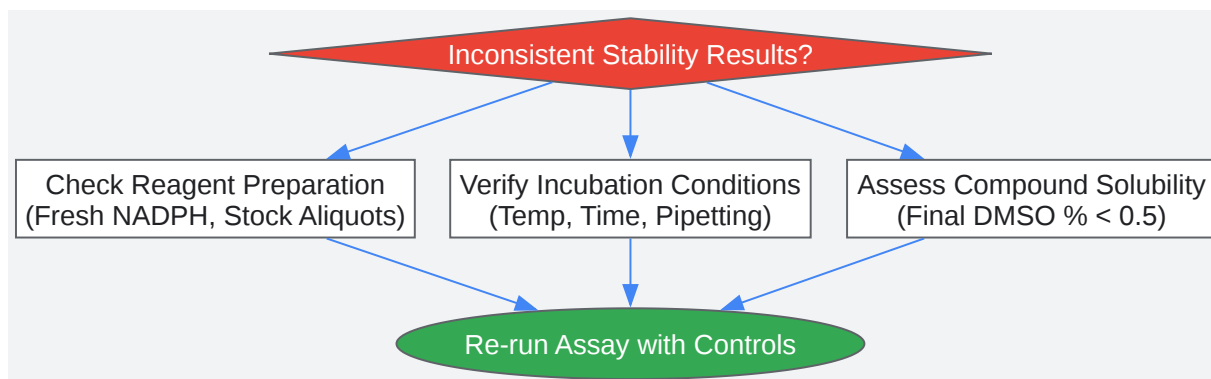 Inconsistent Stability Results?
Check Reagent Preparation
(Fresh NADPH, Stock Aliquots)
Verify Incubation Conditions
(Temp, Time, Pipetting)
Assess Compound Solubility
(Final DMSO % < 0.5)
Re-run Assay with Controls